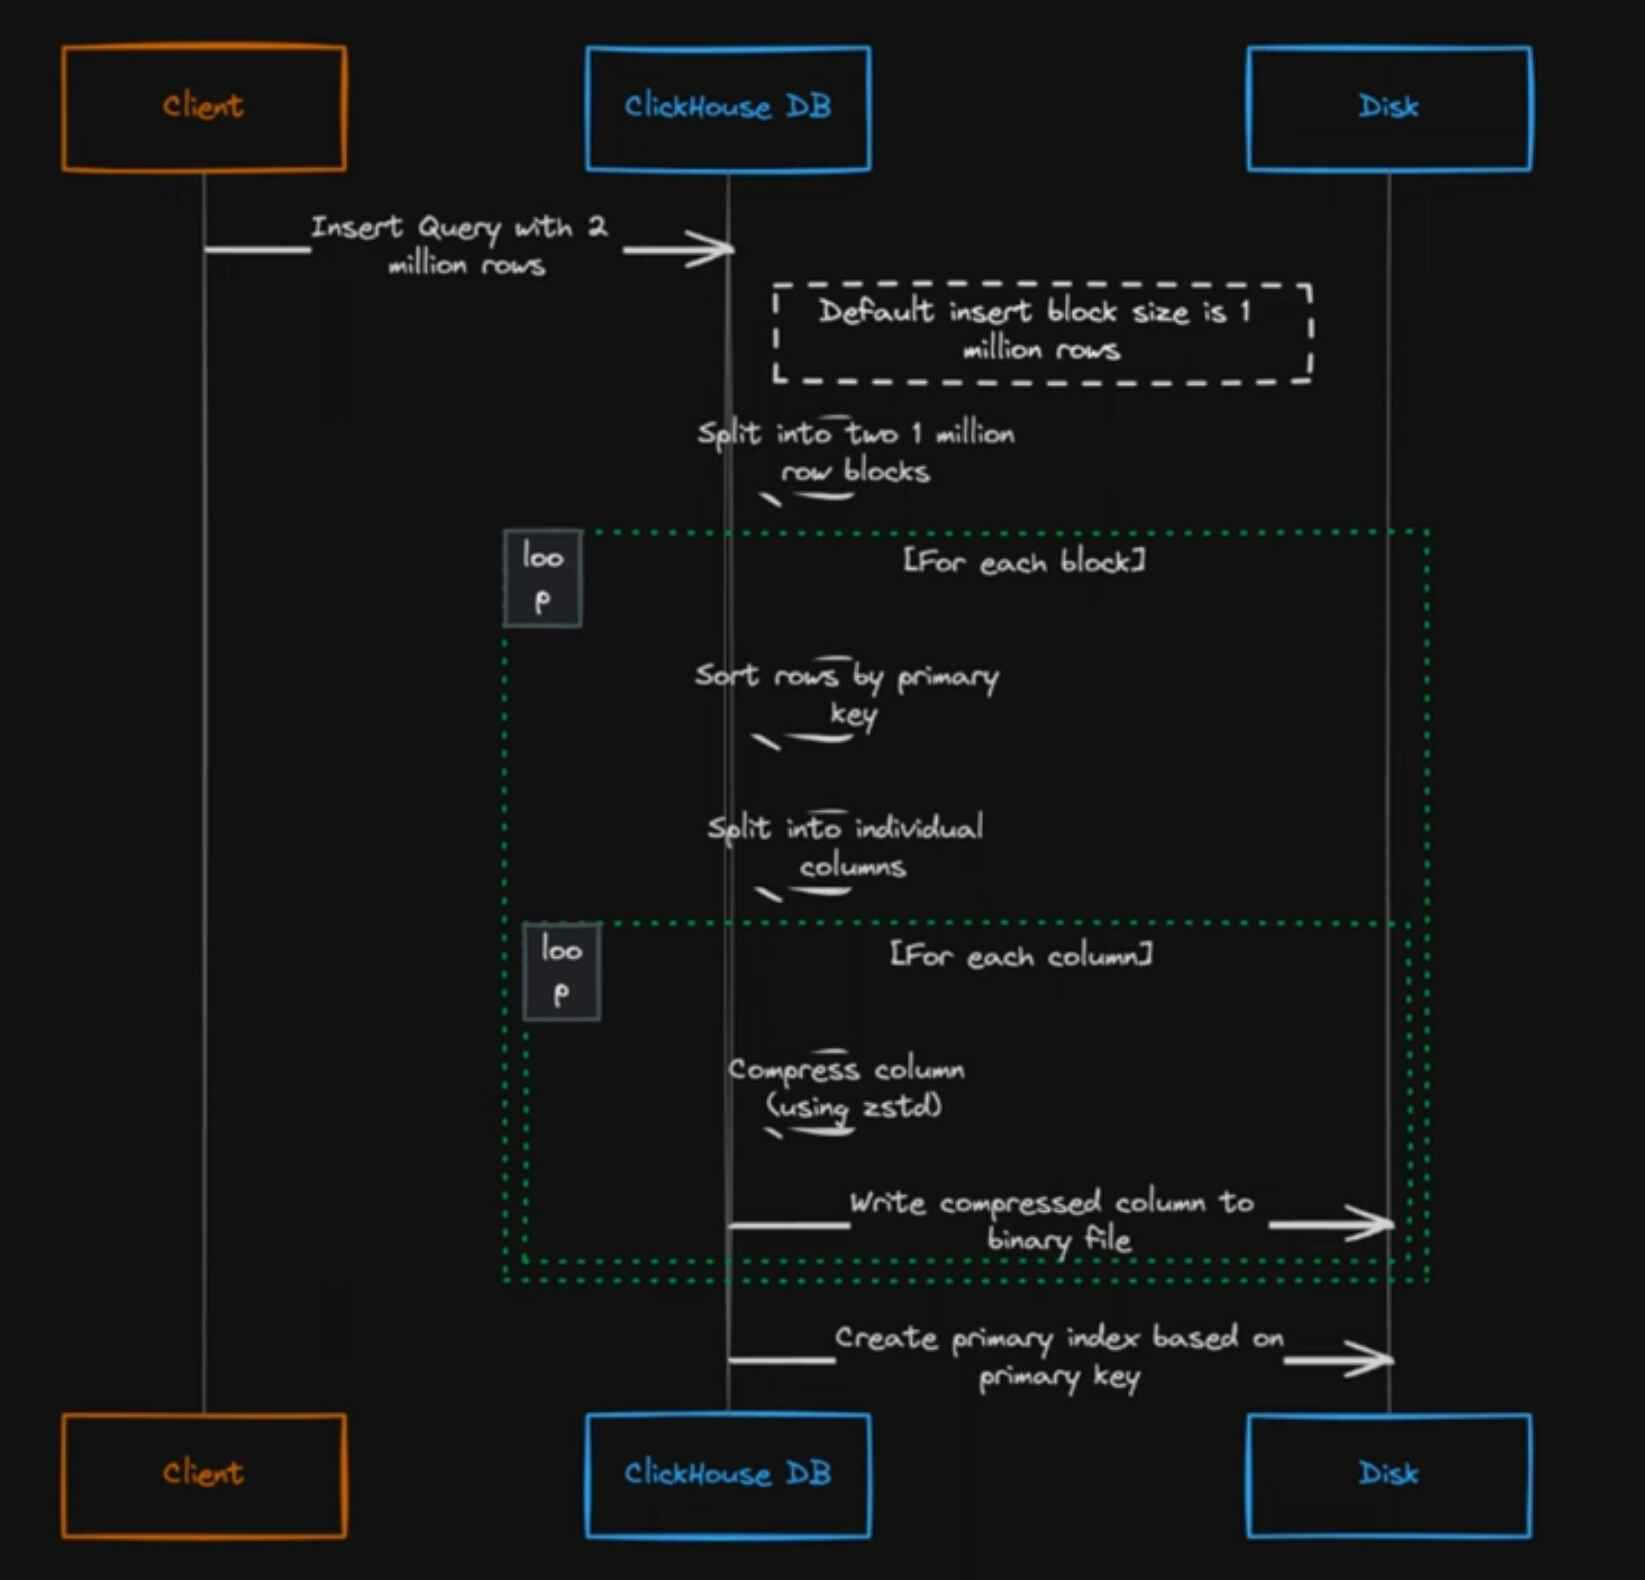 Client
ClickHouse DB
Disk
Insert Query with 2
million rows
Default insert block size is 1
million rows
Split into two 1 million
row blocks
loo
p
[For each block]
Sort rows by primary
key
Split into individual
columns
loo
p
[For each column]
Compress column
(using zstd)
Write compressed column to
binary file
Create primary index based on
primary key
Client
ClickHouse DB
Disk